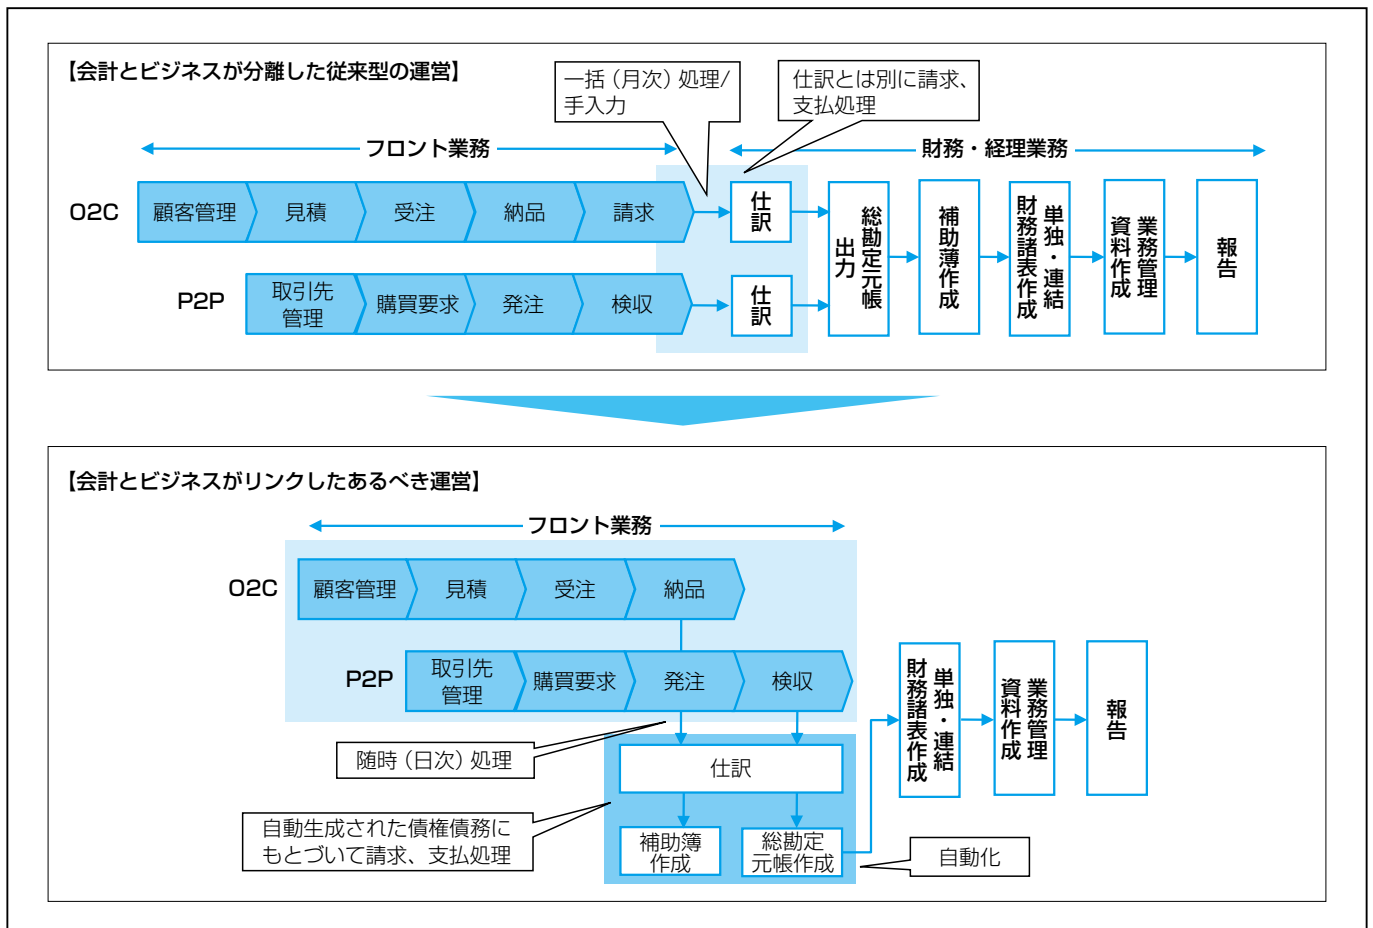 【会計とビジネスが分離した従来型の運営】
一括（月次）処理/
手入力
仕訳とは別に請求、
支払処理
フロント業務
財務・経理業務
O2C
顧客管理
見積
受注
納品
請求
仕訳
P2P
取引先
管理
購買要求
発注
検収
仕訳
総勘定元帳
出力
補助薄作成
単独・連結
財務諸表作成
業務管理
資料作成
報告
【会計とビジネスがリンクしたあるべき運営】
フロント業務
O2C
顧客管理
見積
受注
納品
P2P
取引先
管理
購買要求
発注
検収
随時（日次）処理
仕訳
自動生成された債権債務に
もとづいて請求、支払処理
補助簿
作成
総勘定
元帳作成
自動化
単独・連結
財務諸表作成
業務管理
資料作成
報告